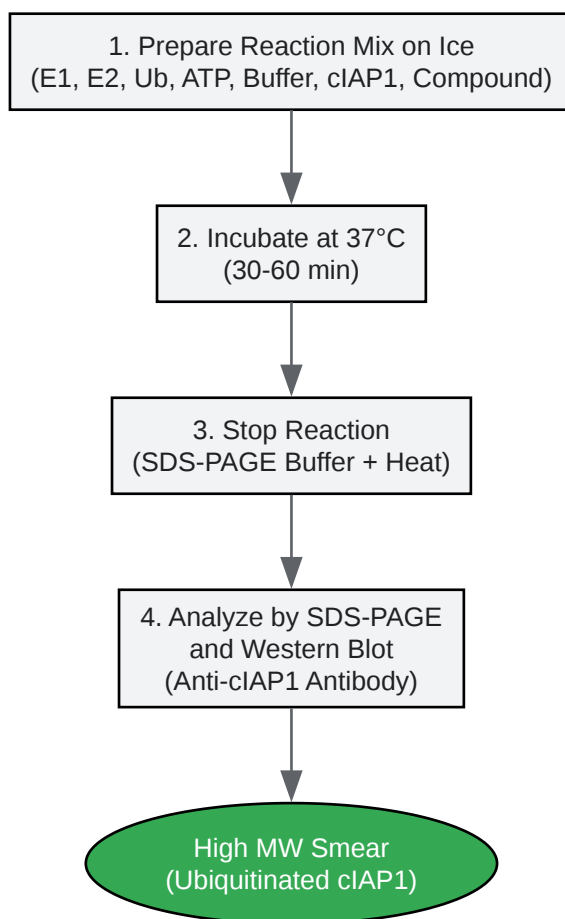 1. Prepare Reaction Mix on Ice
(E1, E2, Ub, ATP, Buffer, cIAP1, Compound)
2. Incubate at 37°C
(30-60 min)
3. Stop Reaction
(SDS-PAGE Buffer + Heat)
4. Analyze by SDS-PAGE
and Western Blot
(Anti-cIAP1 Antibody)
High MW Smear
(Ubiquitinated cIAP1)